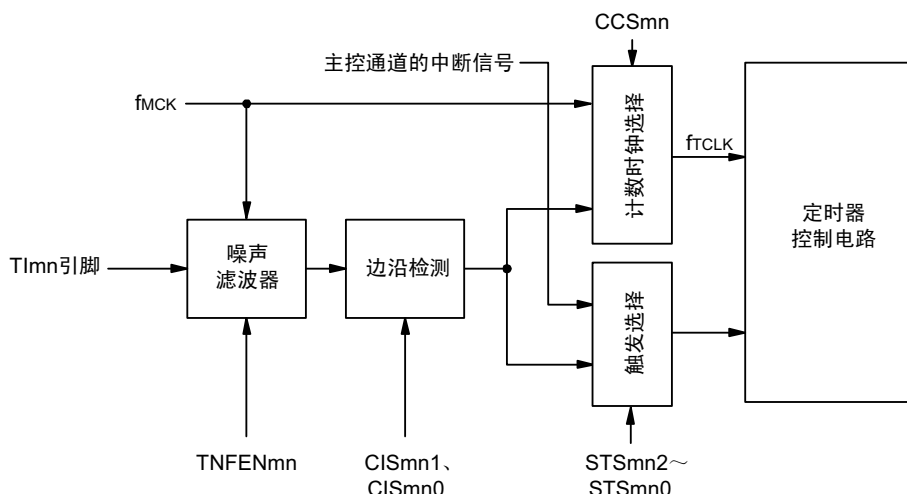 CCSmn
主控通道的中断信号
fMCK
计数时钟选择
fTCLK
定时器
控制电路
噪声
滤波器
TImn引脚
边沿检测
触发选择
TNFENmn
CISmn1、
CISmn0
STSmn2～
STSmn0